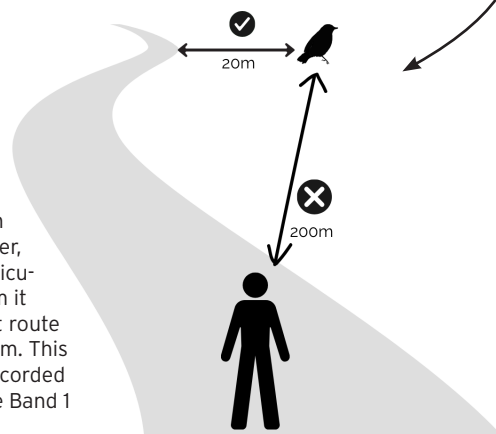 20m
200m
er,
icu-
m it
t route
m. This
corded
e Band 1